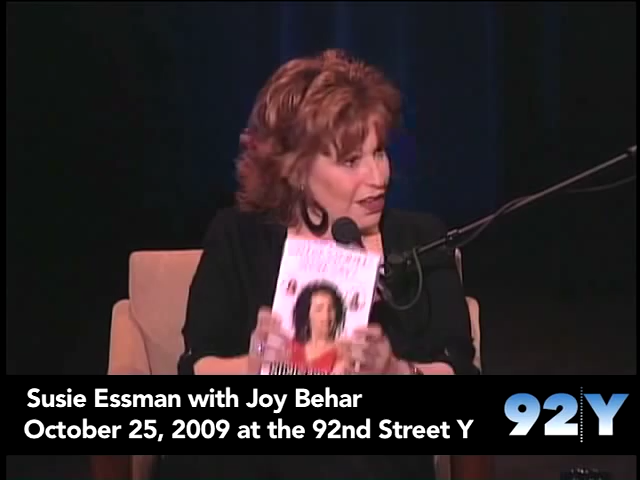 Susie Essman with Joy Behar
October 25, 2009 at the 92nd Street Y
92Y